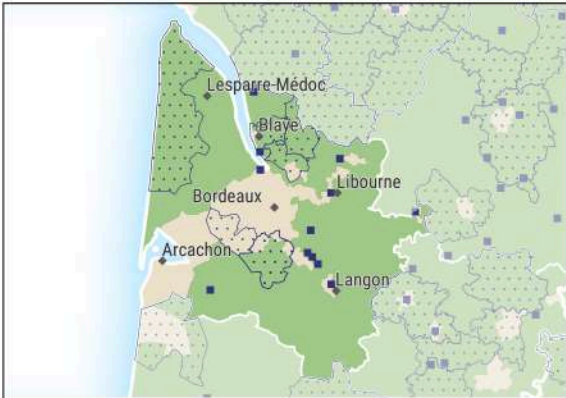 Lesparre-Médoc
Blaye
Bordeaux
Libourne
Arcachon
Langon